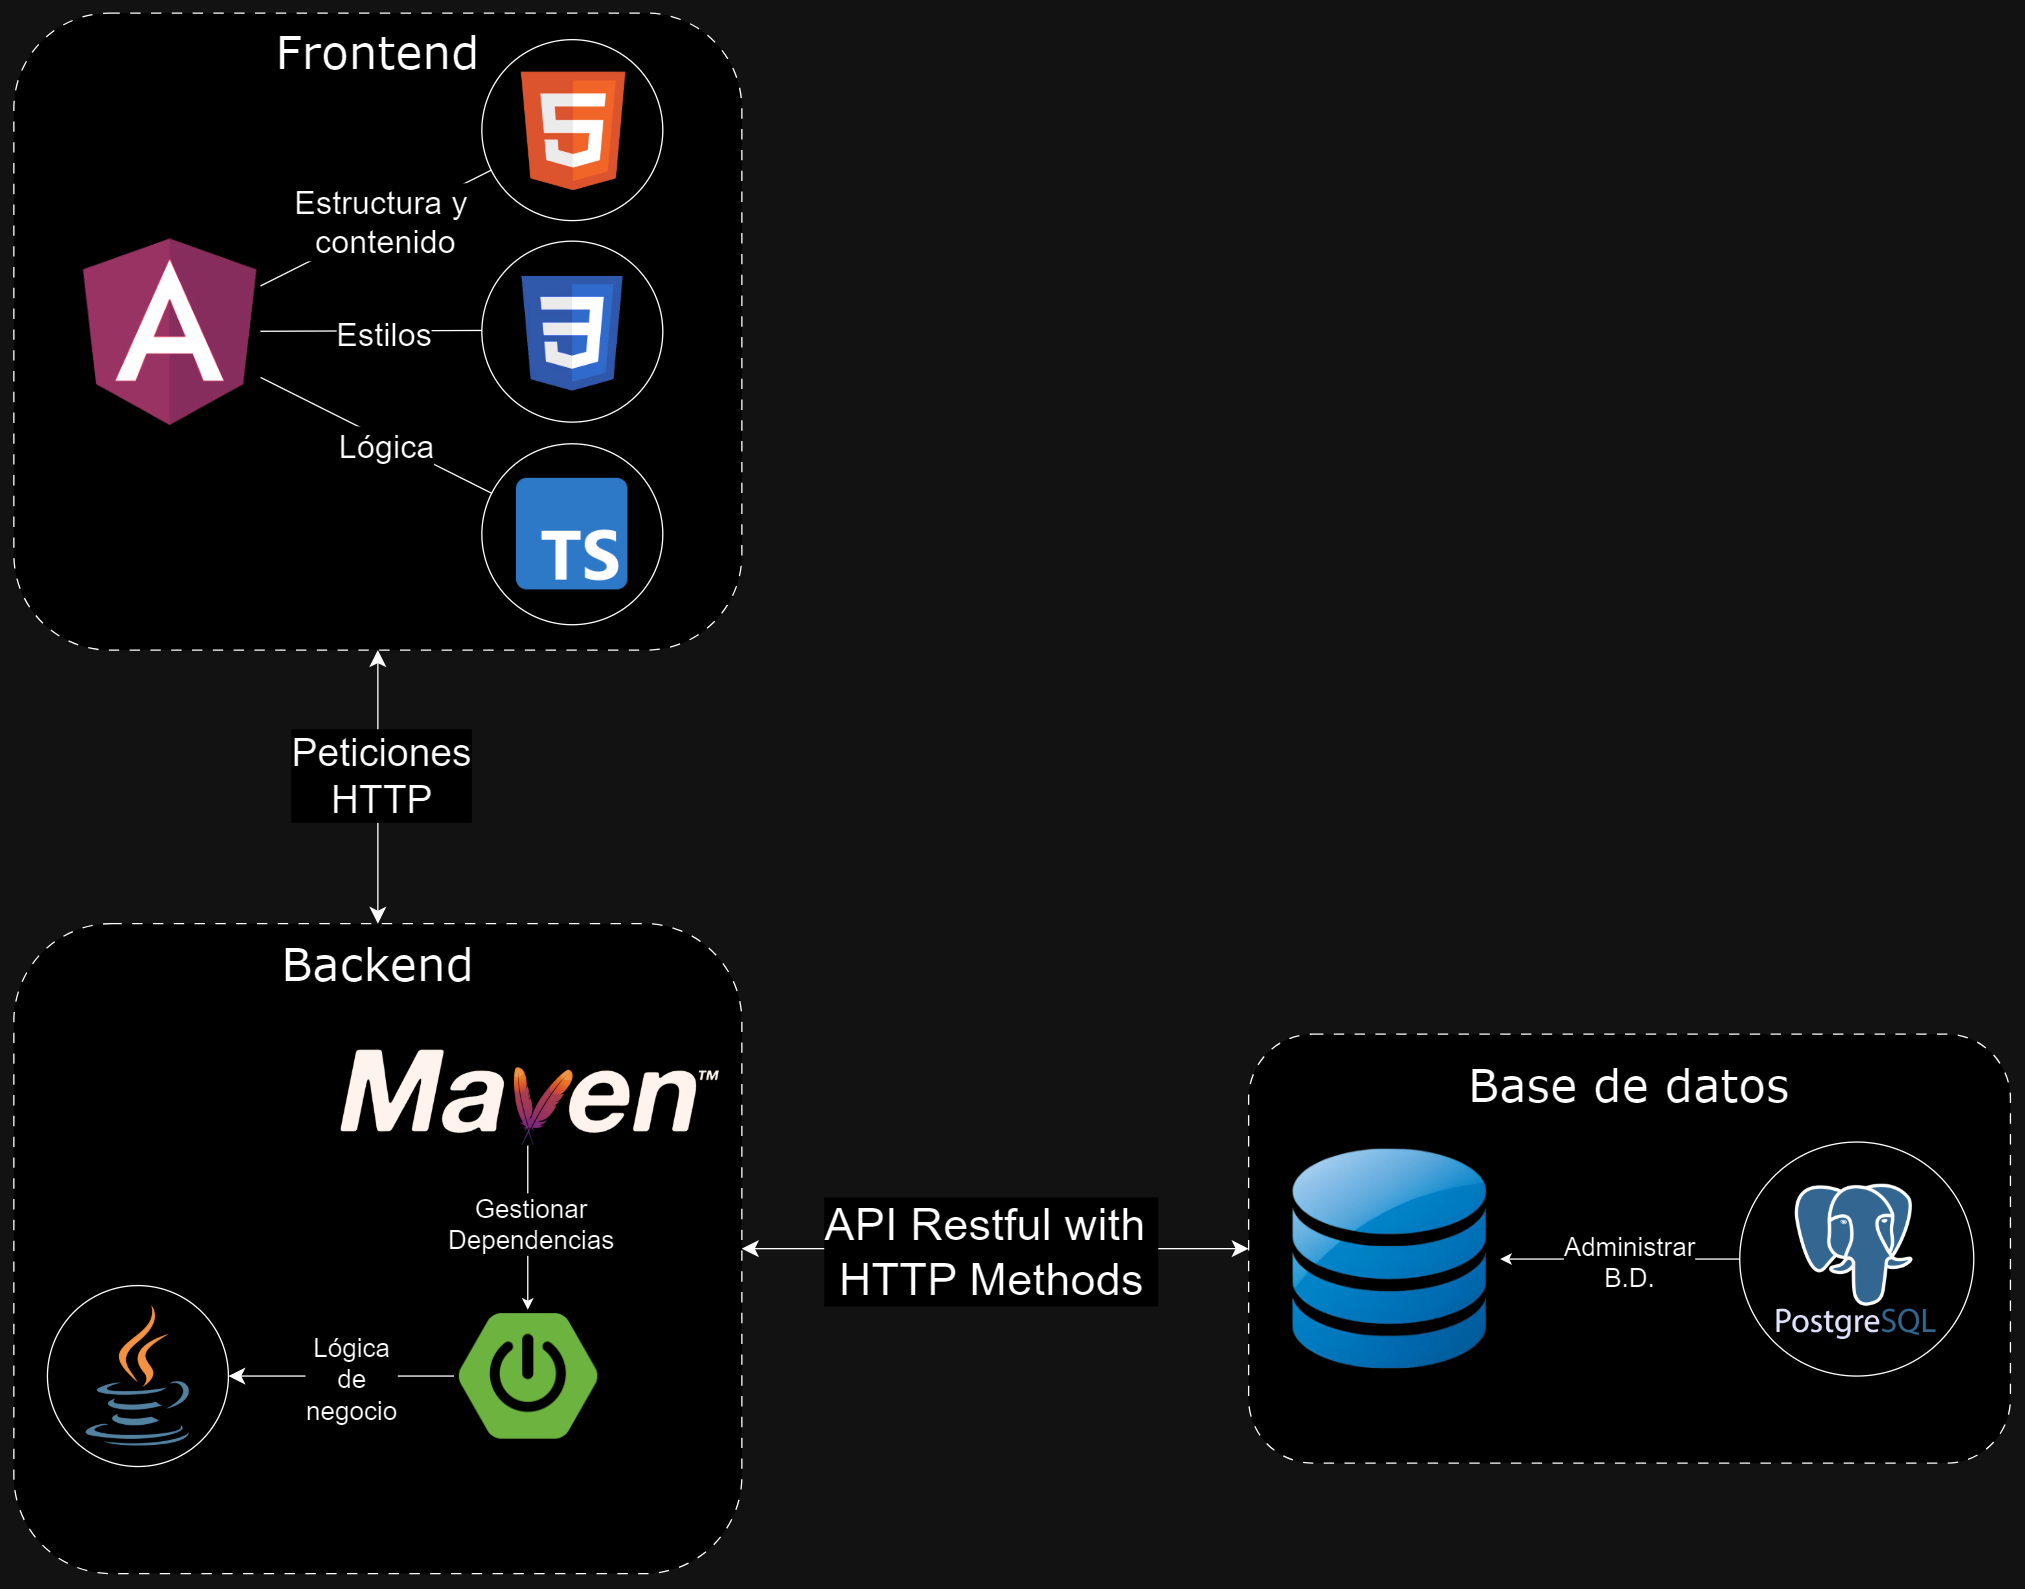 Frontend
Estructura y
contenido
Estilos
Lógica
TS
Peticiones
HTTP
Backend
Maven™
Gestionar
Dependencias
Lógica
de
negocio
API Restful with
HTTP Methods
Base de datos
Administrar
B.D.
PostgreSQL